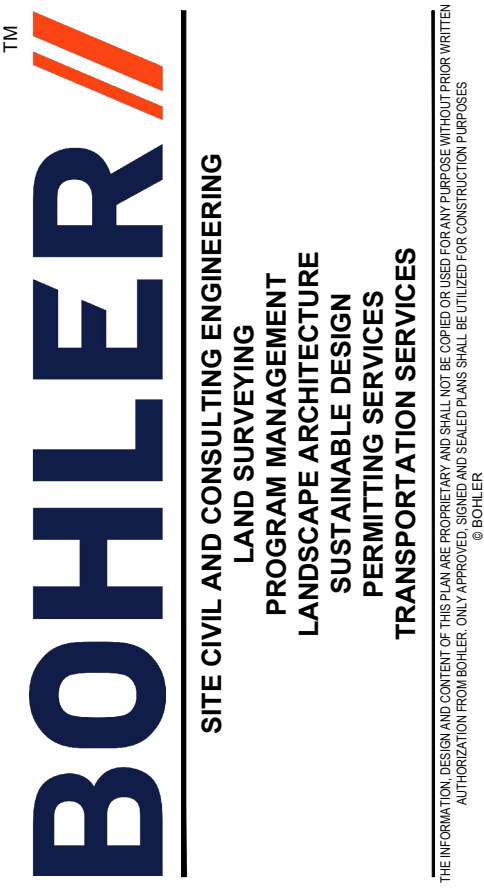 BOHLER //
TM
SITE CIVIL AND CONSULTING ENGINEERING
LAND SURVEYING
PROGRAM MANAGEMENT
LANDSCAPE ARCHITECTURE
SUSTAINABLE DESIGN
PERMITTING SERVICES
TRANSPORTATION SERVICES
THE INFORMATION, DESIGN AND CONTENT OF THIS PLAN ARE PROPRIETARY AND SHALL NOT BE COPIED OR USED FOR ANY PURPOSE WITHOUT PRIOR WRITTEN
AUTHORIZATION FROM BOHLER. ONLY APPROVED, SIGNED AND SEALED PLANS SHALL BE UTILIZED FOR CONSTRUCTION PURPOSES
© BOHLER